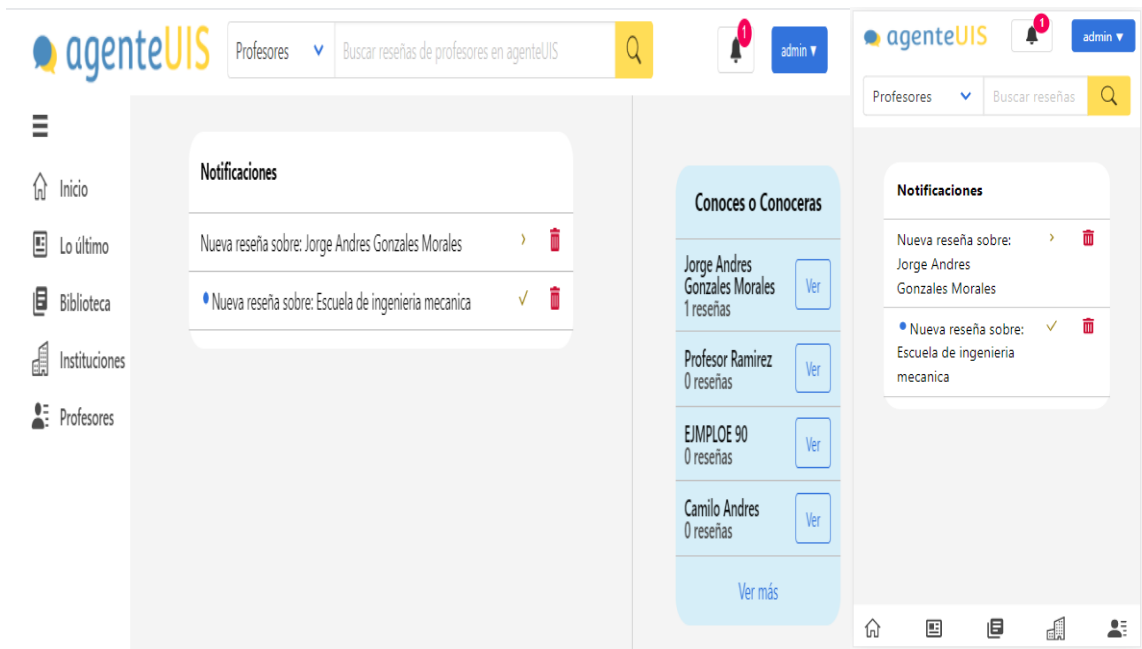 agenteUIS
Profesores
Buscar reseñas de profesores en agenteUIS
1
admin ▼
Inicio
Lo último
Biblioteca
Instituciones
Profesores
Notificaciones
Nueva reseña sobre: Jorge Andres Gonzales Morales
Nueva reseña sobre: Escuela de ingenieria mecanica
Conoces o Conoceras
Jorge Andres
Gonzales Morales
1 reseñas
Ver
Profesor Ramirez
0 reseñas
Ver
EJMPLOE 90
0 reseñas
Ver
Camilo Andres
0 reseñas
Ver
Ver más
agenteUIS
1
admin ▼
Profesores
Buscar reseñas
Notificaciones
Nueva reseña sobre:
Jorge Andres
Gonzales Morales
Nueva reseña sobre:
Escuela de ingenieria
mecanica